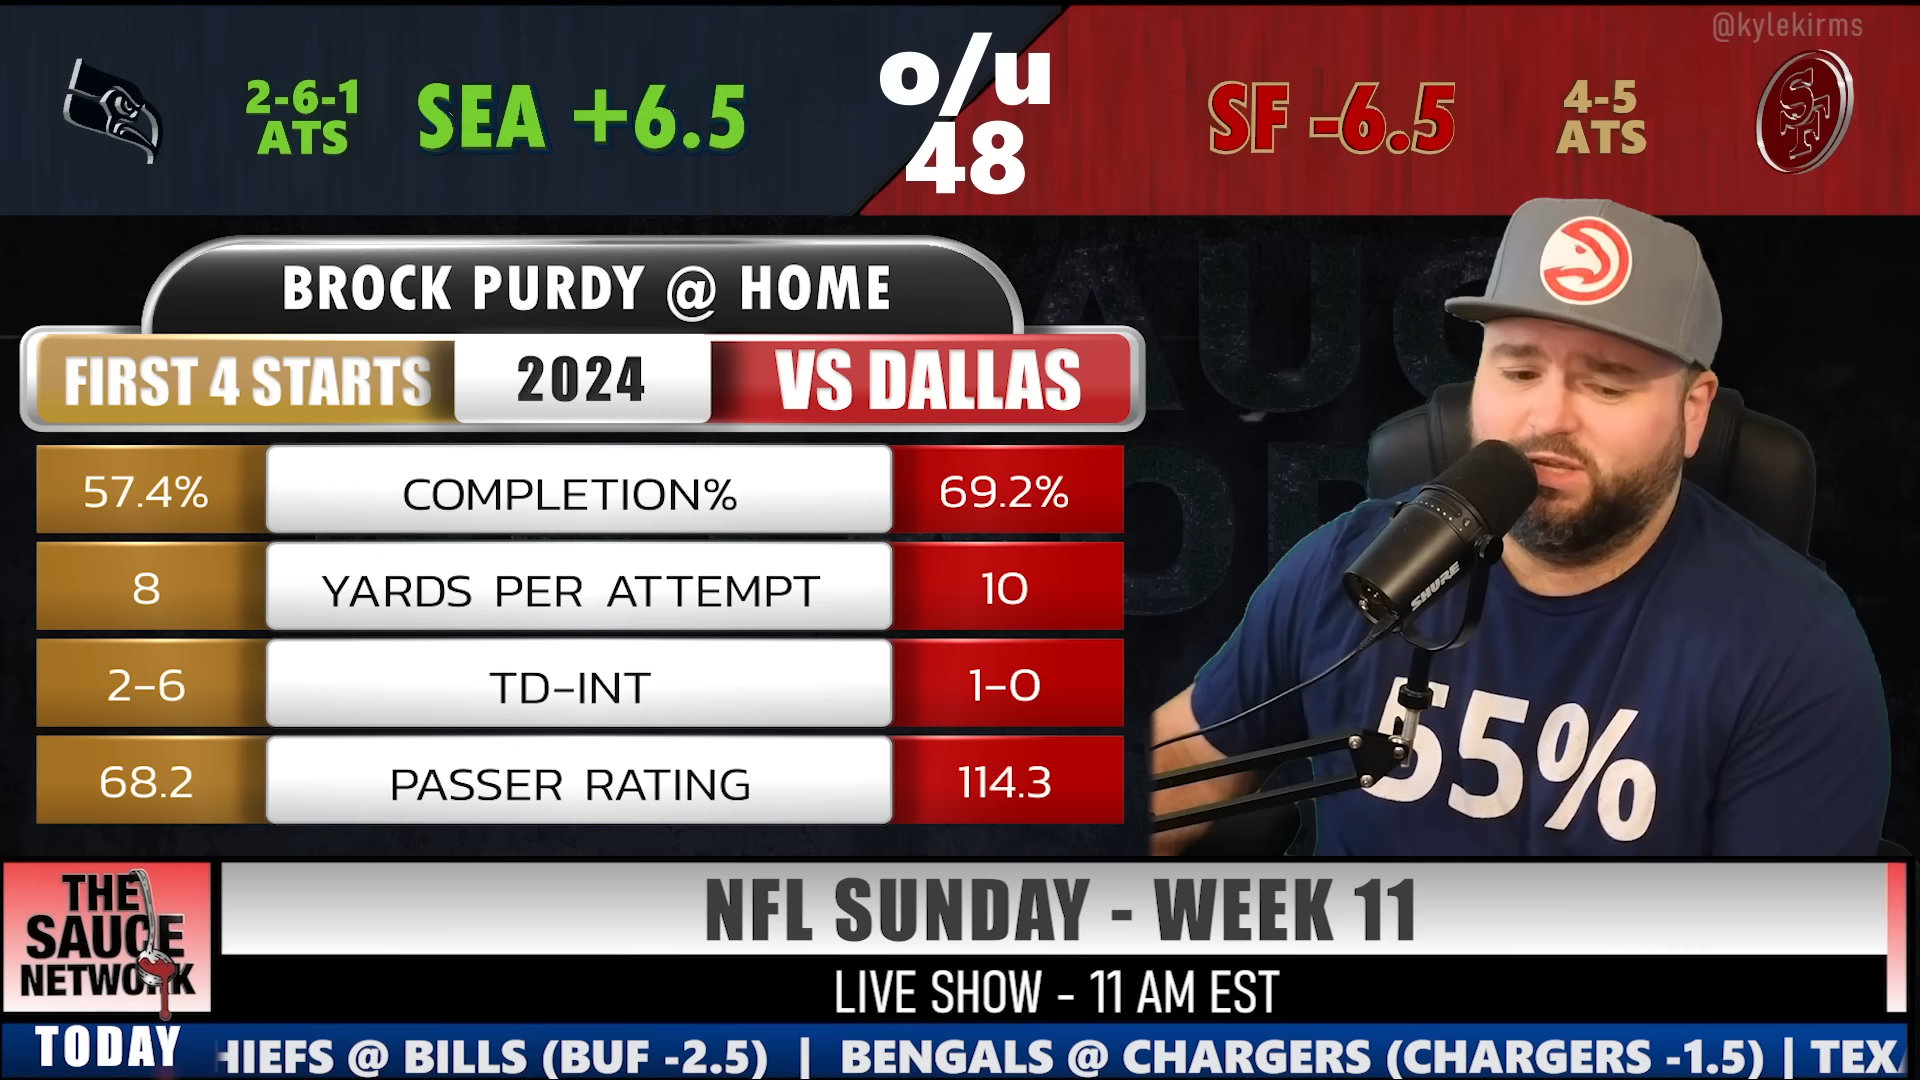 @kylekirms
2-6-1
ATS
SEA +6.5
o/u
48
SF -6.5
4-5
ATS
BROCK PURDY @ HOME
FIRST 4 STARTS 2024 VS DALLAS
57.4% COMPLETION% 69.2%
8 YARDS PER ATTEMPT 10
2-6 TD-INT 1-0
68.2 PASSER RATING 114.3
SHURE
55%
THE
SAUCE
NETWORK
NFL SUNDAY - WEEK 11
LIVE SHOW - 11 AM EST
TODAY HIEFS @ BILLS (BUF -2.5) | BENGALS @ CHARGERS (CHARGERS -1.5) | TEXA